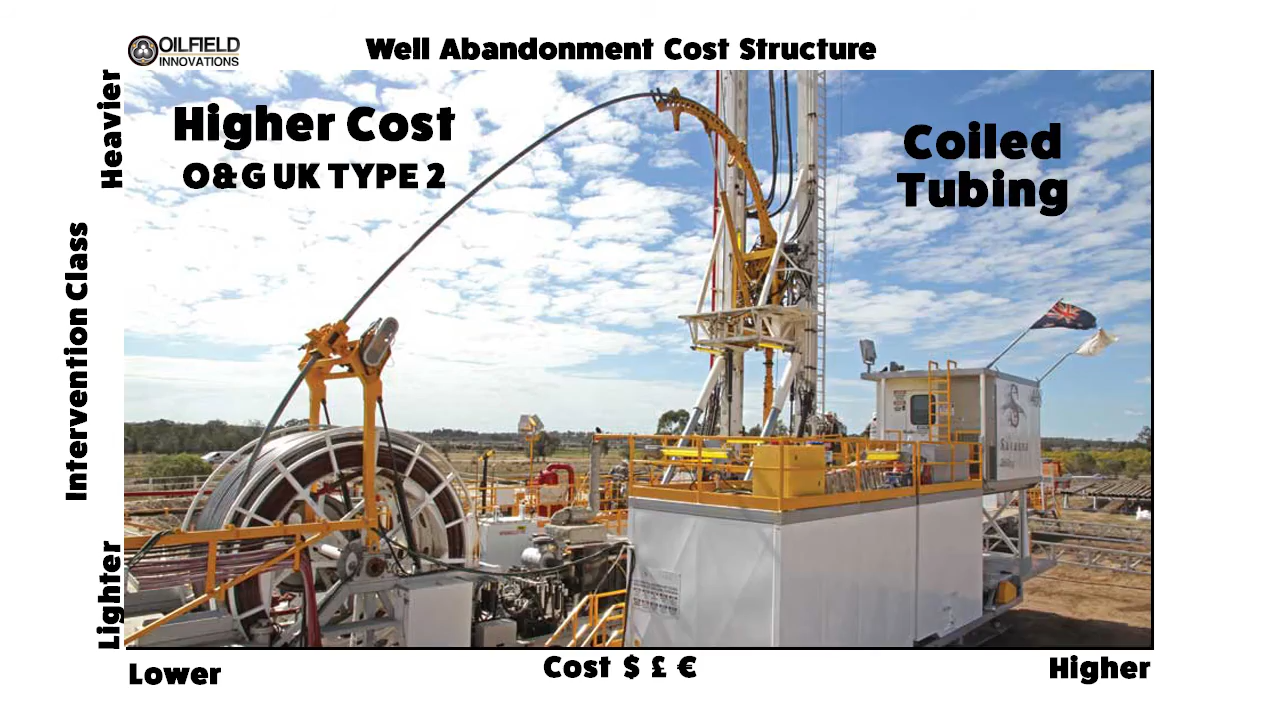 OILFIELD
INNOVATIONS
Well Abandonment Cost Structure
Heavier
Intervention Class
Lighter
Higher Cost
O&G UK TYPE 2
Coiled
Tubing
Savanna
Lower
Cost $ £ €
Higher